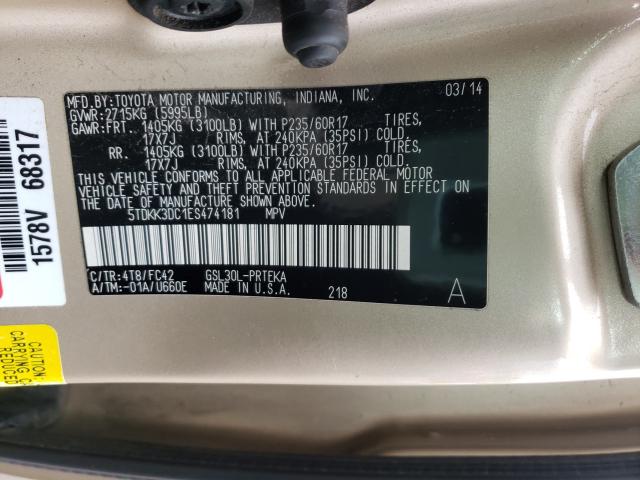 MFD.BY:TOYOTA MOTOR MANUFACTURING, INDIANA, INC. 03/14
GVWR:2715KG (5995LB)
GAWR:FRT. 1405KG (3100LB)WITH P235/60R17 TIRES,
17X7J RIMS, AT 240KPA (35PSI) COLD.
RR. 1405KG (3100LB)WITH P235/60R17 TIRES,
17X7J RIMS, AT 240KPA (35PSI) COLD.
THIS VEHICLE CONFORMS TO ALL APPLICABLE FEDERAL MOTOR
VEHICLE SAFETY AND THEFT PREVENTION STANDARDS IN EFFECT
ON THE DATE OF MANUFACTURE SHOWN ABOVE.
5TDKK3DC1ES474181 MPV
C/TR:4T8/FC42 GSL30L-PRTEKA
A/TM:-01A/U660E MADE IN U.S.A. 218 A
1578V 68317
CAUTION:
CARRYING
REDUCED